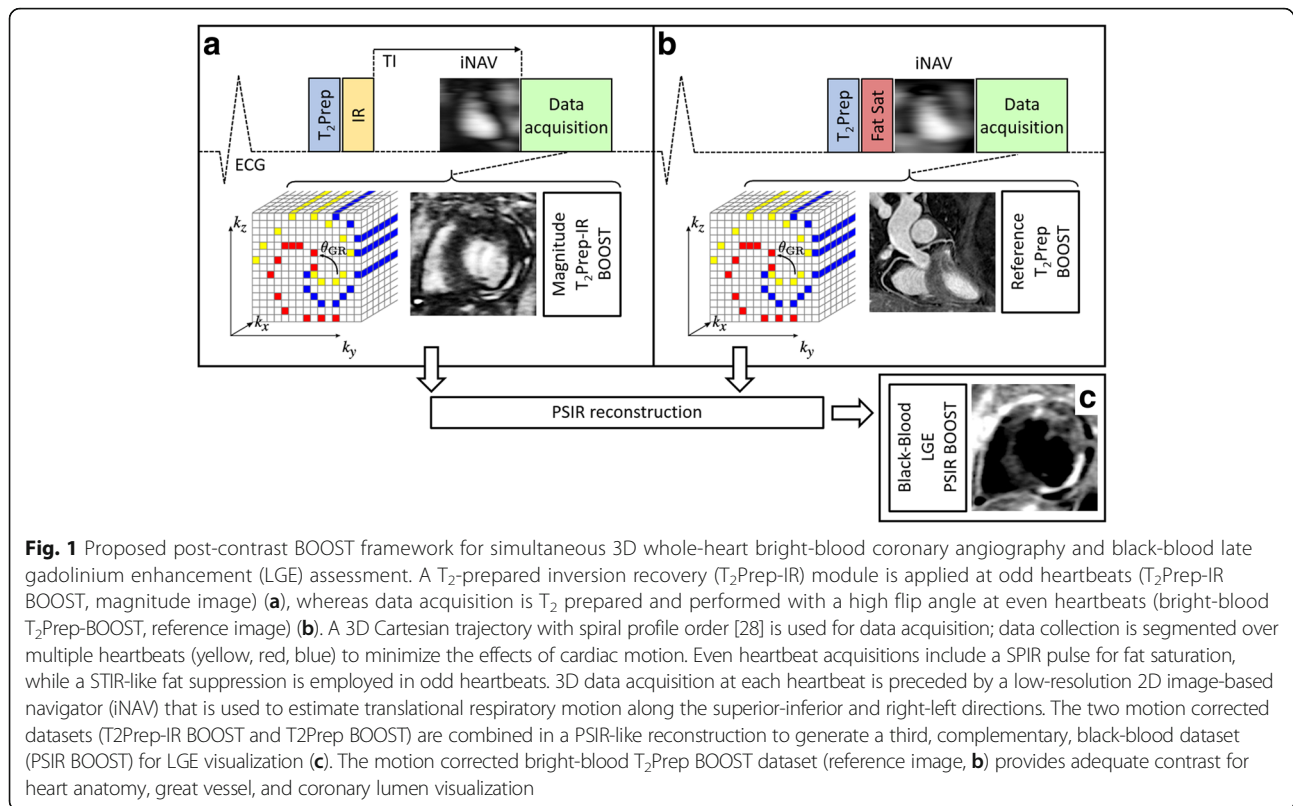 a
TI
iNAV
T₂Prep
IR
Data
acquisition
ECG
k_z
θ_GR
k_x
k_y
Magnitude
T₂Prep-IR
BOOST
b
iNAV
T₂Prep
Fat Sat
Data
acquisition
k_z
θ_GR
k_x
k_y
Reference
T₂Prep
BOOST
PSIR reconstruction
c
Black-Blood
LGE
PSIR BOOST
Fig. 1 Proposed post-contrast BOOST framework for simultaneous 3D whole-heart bright-blood coronary angiography and black-blood late
gadolinium enhancement (LGE) assessment. A T₂-prepared inversion recovery (T₂Prep-IR) module is applied at odd heartbeats (T₂Prep-IR
BOOST, magnitude image) (a), whereas data acquisition is T₂ prepared and performed with a high flip angle at even heartbeats (bright-blood
T₂Prep-BOOST, reference image) (b). A 3D Cartesian trajectory with spiral profile order [28] is used for data acquisition; data collection is segmented over
multiple heartbeats (yellow, red, blue) to minimize the effects of cardiac motion. Even heartbeat acquisitions include a SPIR pulse for fat saturation,
while a STIR-like fat suppression is employed in odd heartbeats. 3D data acquisition at each heartbeat is preceded by a low-resolution 2D image-based
navigator (iNAV) that is used to estimate translational respiratory motion along the superior-inferior and right-left directions. The two motion corrected
datasets (T2Prep-IR BOOST and T2Prep BOOST) are combined in a PSIR-like reconstruction to generate a third, complementary, black-blood dataset
(PSIR BOOST) for LGE visualization (c). The motion corrected bright-blood T₂Prep BOOST dataset (reference image, b) provides adequate contrast for
heart anatomy, great vessel, and coronary lumen visualization